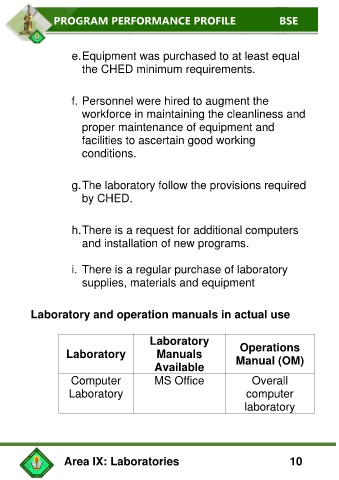 PROGRAM PERFORMANCE PROFILE BSE
e.Equipment was purchased to at least equal
the CHED minimum requirements.
f. Personnel were hired to augment the
workforce in maintaining the cleanliness and
proper maintenance of equipment and
facilities to ascertain good working
conditions.
g.The laboratory follow the provisions required
by CHED.
h.There is a request for additional computers
and installation of new programs.
i. There is a regular purchase of laboratory
supplies, materials and equipment
Laboratory and operation manuals in actual use
Laboratory
Laboratory
Manuals
Available
Operations
Manual (OM)
Computer
Laboratory
MS Office
Overall
computer
laboratory
Area IX: Laboratories 10